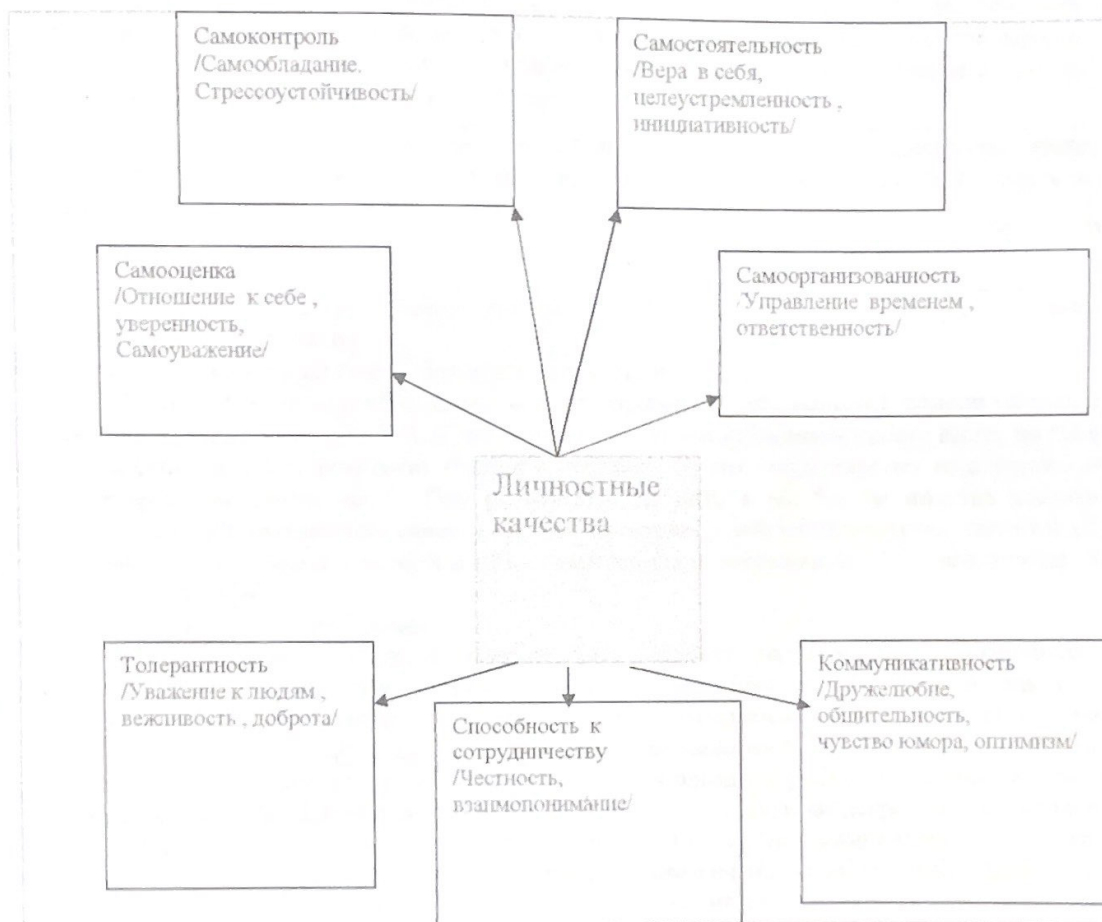 Самоконтроль
/Самообладание.
Стрессоустойчивость/
Самостоятельность
/Вера в себя,
целеустремленность ,
инициативность/
Самооценка
/Отношение к себе ,
уверенность,
Самоуважение/
Самоорганизованность
/Управление временем ,
ответственность/
Личностные
качества
Толерантность
/Уважение к людям ,
вежливость , доброта/
Способность к
сотрудничеству
/Честность,
взаимопонимание/
Коммуникативность
/Дружелюбие,
общительность,
чувство юмора, оптимизм/